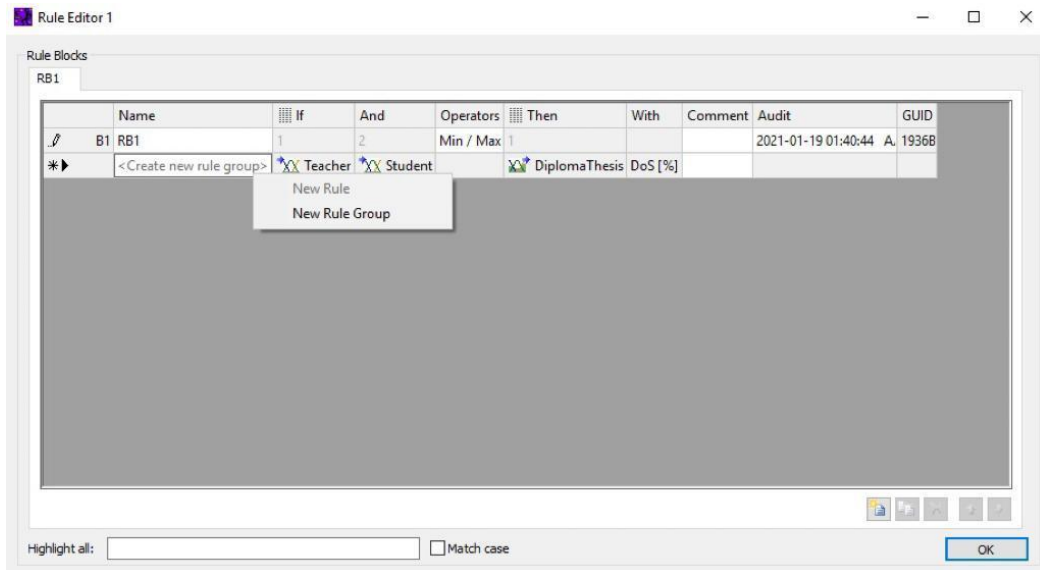 Rule Editor 1
Rule Blocks
RB1
Name If And Operators Then With Comment Audit GUID
B1 RB1 1 2 Min / Max 1 2021-01-19 01:40:44 A. 1936B
<Create new rule group> Teacher Student DiplomaThesis DoS [%]
New Rule
New Rule Group
Highlight all: Match case OK